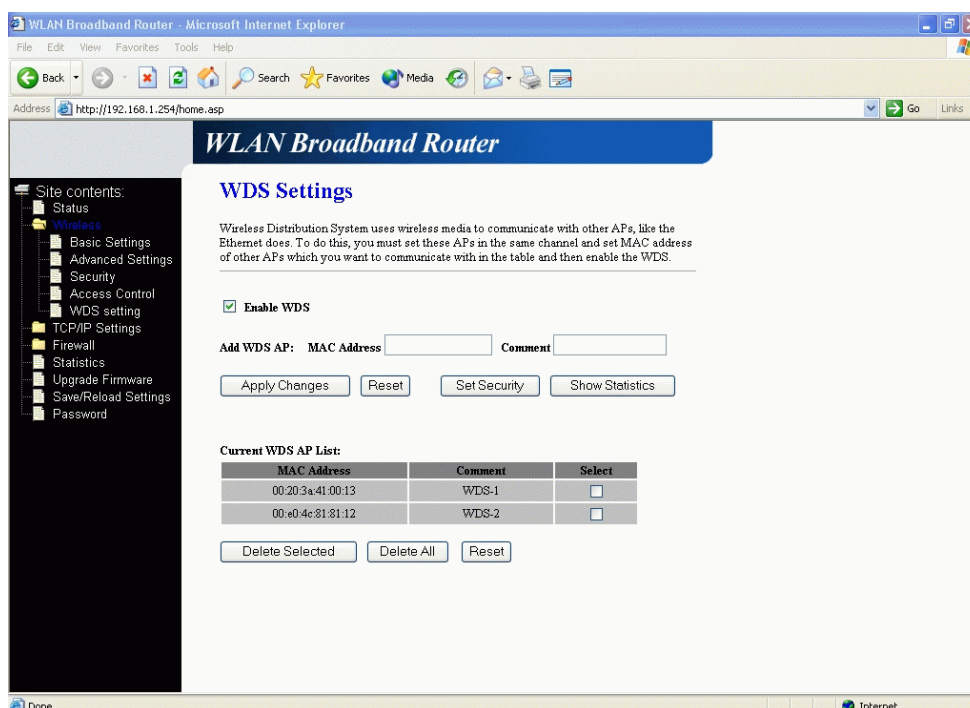 WLAN Broadband Router - Microsoft Internet Explorer
File Edit View Favorites Tools Help
Back Search Favorites Media
Address http://192.168.1.254/home.asp Go Links
WLAN Broadband Router
Site contents:
Status
Wireless
Basic Settings
Advanced Settings
Security
Access Control
WDS setting
TCP/IP Settings
Firewall
Statistics
Upgrade Firmware
Save/Reload Settings
Password
WDS Settings
Wireless Distribution System uses wireless media to communicate with other APs, like the
Ethernet does. To do this, you must set these APs in the same channel and set MAC address
of other APs which you want to communicate with in the table and then enable the WDS.
Enable WDS
Add WDS AP: MAC Address Comment
Apply Changes Reset Set Security Show Statistics
Current WDS AP List:
MAC Address Comment Select
00:20:3a:41:00:13 WDS-1
00:e0:4c:81:81:12 WDS-2
Delete Selected Delete All Reset
Done Internet